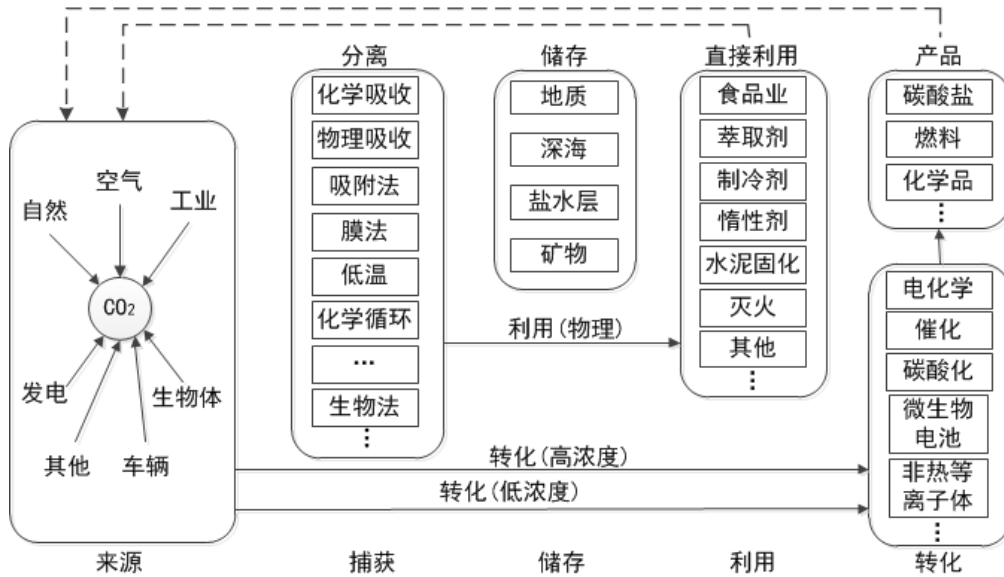 分离
化学吸收
物理吸收
吸附法
膜法
低温
化学循环
…
生物法
⋮
储存
地质
深海
盐水层
矿物
直接利用
食品业
萃取剂
制冷剂
惰性剂
水泥固化
灭火
其他
⋮
产品
碳酸盐
燃料
化学品
⋮
空气
自然
工业
CO₂
发电
生物体
其他
车辆
利用(物理)
转化(高浓度)
转化(低浓度)
电化学
催化
碳酸化
微生物
电池
非热等
离子体
⋮
来源
捕获
储存
利用
转化